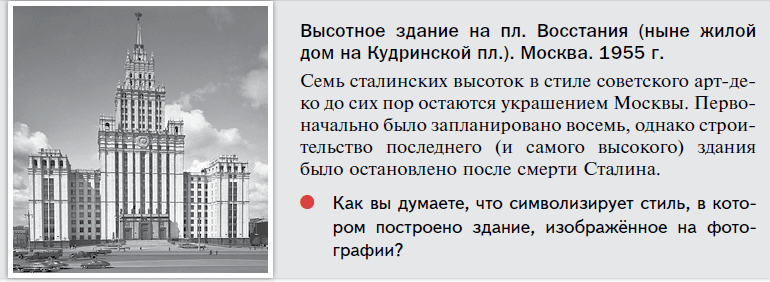 Высотное здание на пл. Восстания (ныне жилой
дом на Кудринской пл.). Москва. 1955 г.
Семь сталинских высоток в стиле советского арт-де-
ко до сих пор остаются украшением Москвы. Перво-
начально было запланировано восемь, однако строи-
тельство последнего (и самого высокого) здания
было остановлено после смерти Сталина.
Как вы думаете, что символизирует стиль, в кото-
ром построено здание, изображённое на фото-
графии?